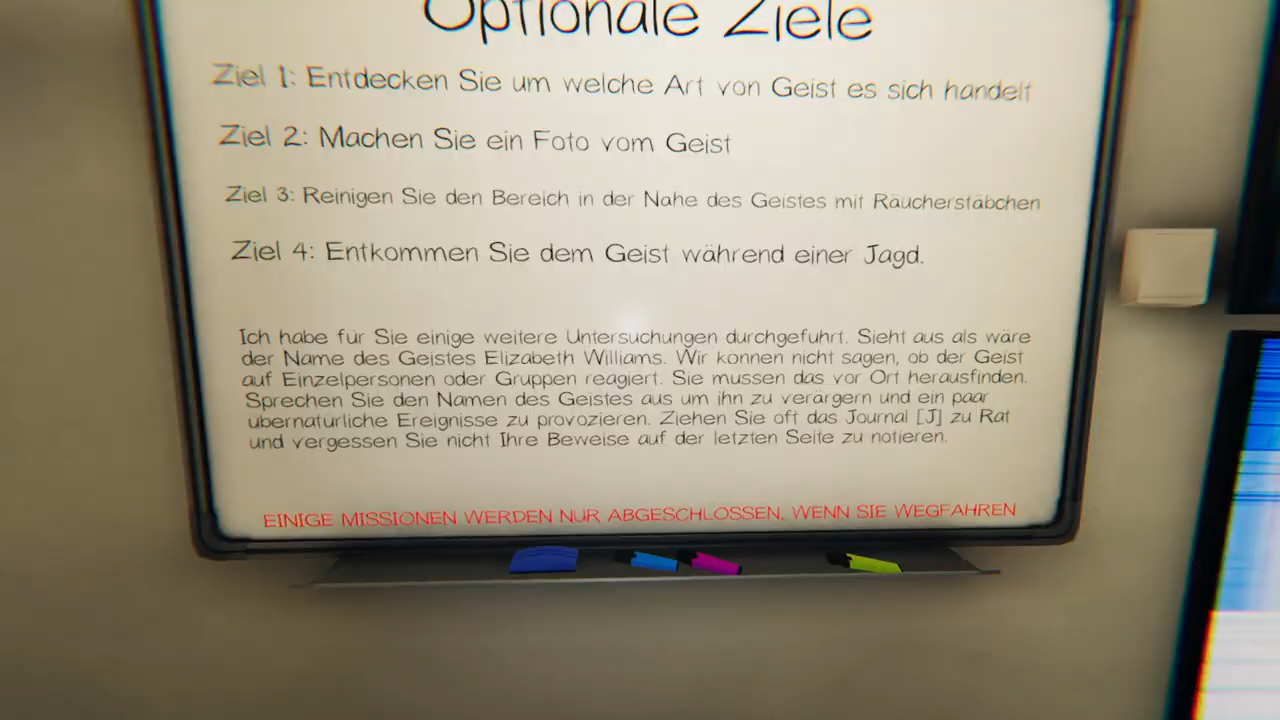 Optionale Ziele
Ziel 1: Entdecken Sie um welche Art von Geist es sich handelt
Ziel 2: Machen Sie ein Foto vom Geist
Ziel 3: Reinigen Sie den Bereich in der Nahe des Geistes mit Räucherstäbchen
Ziel 4: Entkommen Sie dem Geist während einer Jagd.
Ich habe für Sie einige weitere Untersuchungen durchgeführt. Sieht aus als wäre
der Name des Geistes Elizabeth Williams. Wir können nicht sagen, ob der Geist
auf Einzelpersonen oder Gruppen reagiert. Sie müssen das vor Ort herausfinden.
Sprechen Sie den Namen des Geistes aus um ihn zu verärgern und ein paar
übernatürliche Ereignisse zu provozieren. Ziehen Sie oft das Journal [J] zu Rat
und vergessen Sie nicht Ihre Beweise auf der letzten Seite zu notieren.
EINIGE MISSIONEN WERDEN NUR ABGESCHLOSSEN, WENN SIE WEGFAHREN